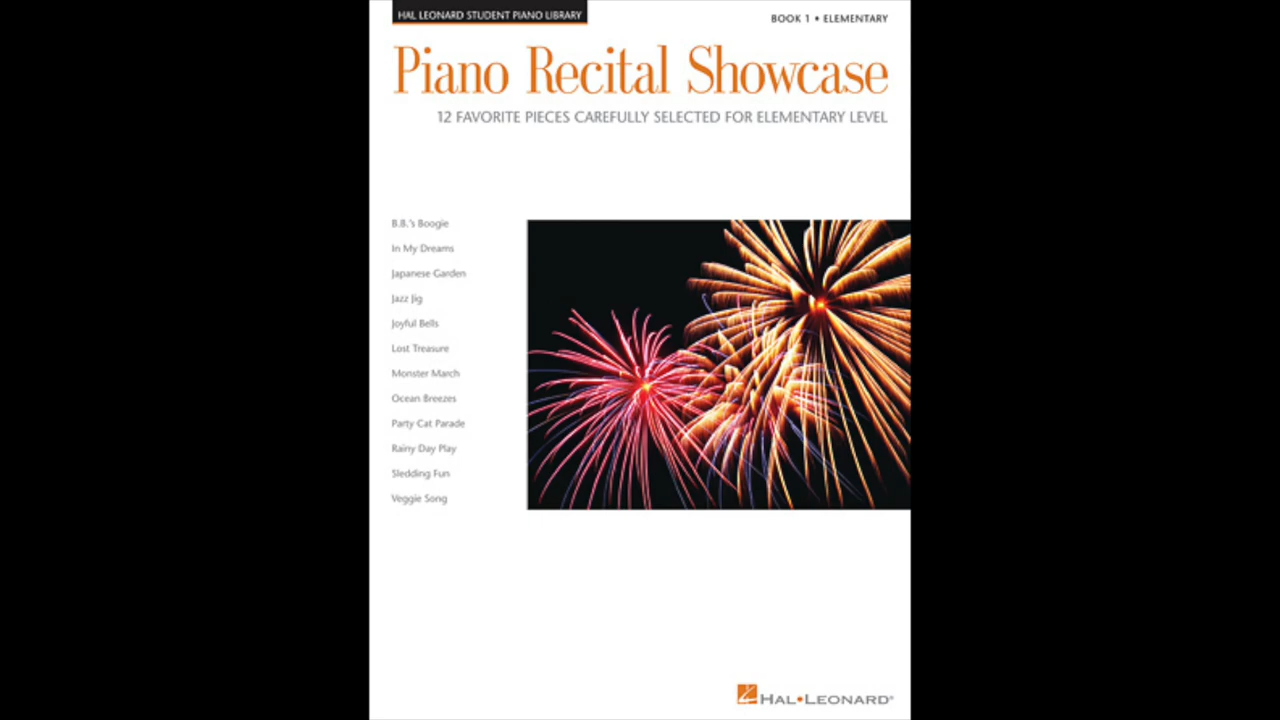 HAL LEONARD STUDENT PIANO LIBRARY
BOOK 1 • ELEMENTARY
Piano Recital Showcase
12 FAVORITE PIECES CAREFULLY SELECTED FOR ELEMENTARY LEVEL
B.B.'s Boogie
In My Dreams
Japanese Garden
Jazz Jig
Joyful Bells
Lost Treasure
Monster March
Ocean Breezes
Party Cat Parade
Rainy Day Play
Sledding Fun
Veggie Song
HAL•LEONARD®